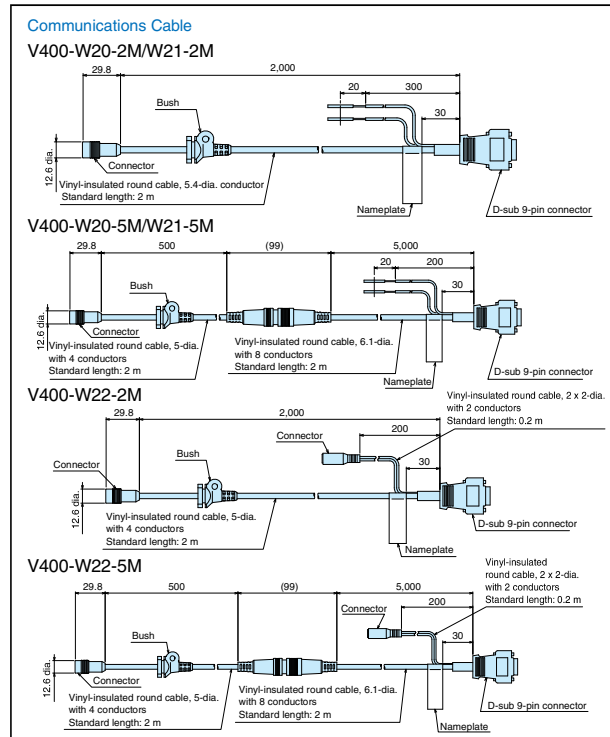 Communications Cable
V400-W20-2M/W21-2M
29.8
2,000
20
300
30
Bush
12.6 dia.
Connector
Vinyl-insulated round cable, 5.4-dia. conductor
Standard length: 2 m
Nameplate
D-sub 9-pin connector
V400-W20-5M/W21-5M
29.8
500
(99)
5,000
20
200
30
Bush
12.6 dia.
Connector
Vinyl-insulated round cable, 5-dia.
with 4 conductors
Standard length: 2 m
Vinyl-insulated round cable, 6.1-dia.
with 8 conductors
Standard length: 2 m
Nameplate
D-sub 9-pin connector
V400-W22-2M
29.8
2,000
Vinyl-insulated round cable, 2 x 2-dia.
with 2 conductors
Standard length: 0.2 m
200
Connector
30
Connector
Bush
12.6 dia.
Vinyl-insulated round cable, 5-dia.
with 4 conductors
Standard length: 2 m
Nameplate
D-sub 9-pin connector
V400-W22-5M
29.8
500
(99)
5,000
Vinyl-insulated
round cable, 2 x 2-dia.
with 2 conductors
Standard length: 0.2 m
200
Connector
30
Bush
12.6 dia.
Connector
Vinyl-insulated round cable, 5-dia.
with 4 conductors
Standard length: 2 m
Vinyl-insulated round cable, 6.1-dia.
with 8 conductors
Standard length: 2 m
Nameplate
D-sub 9-pin connector